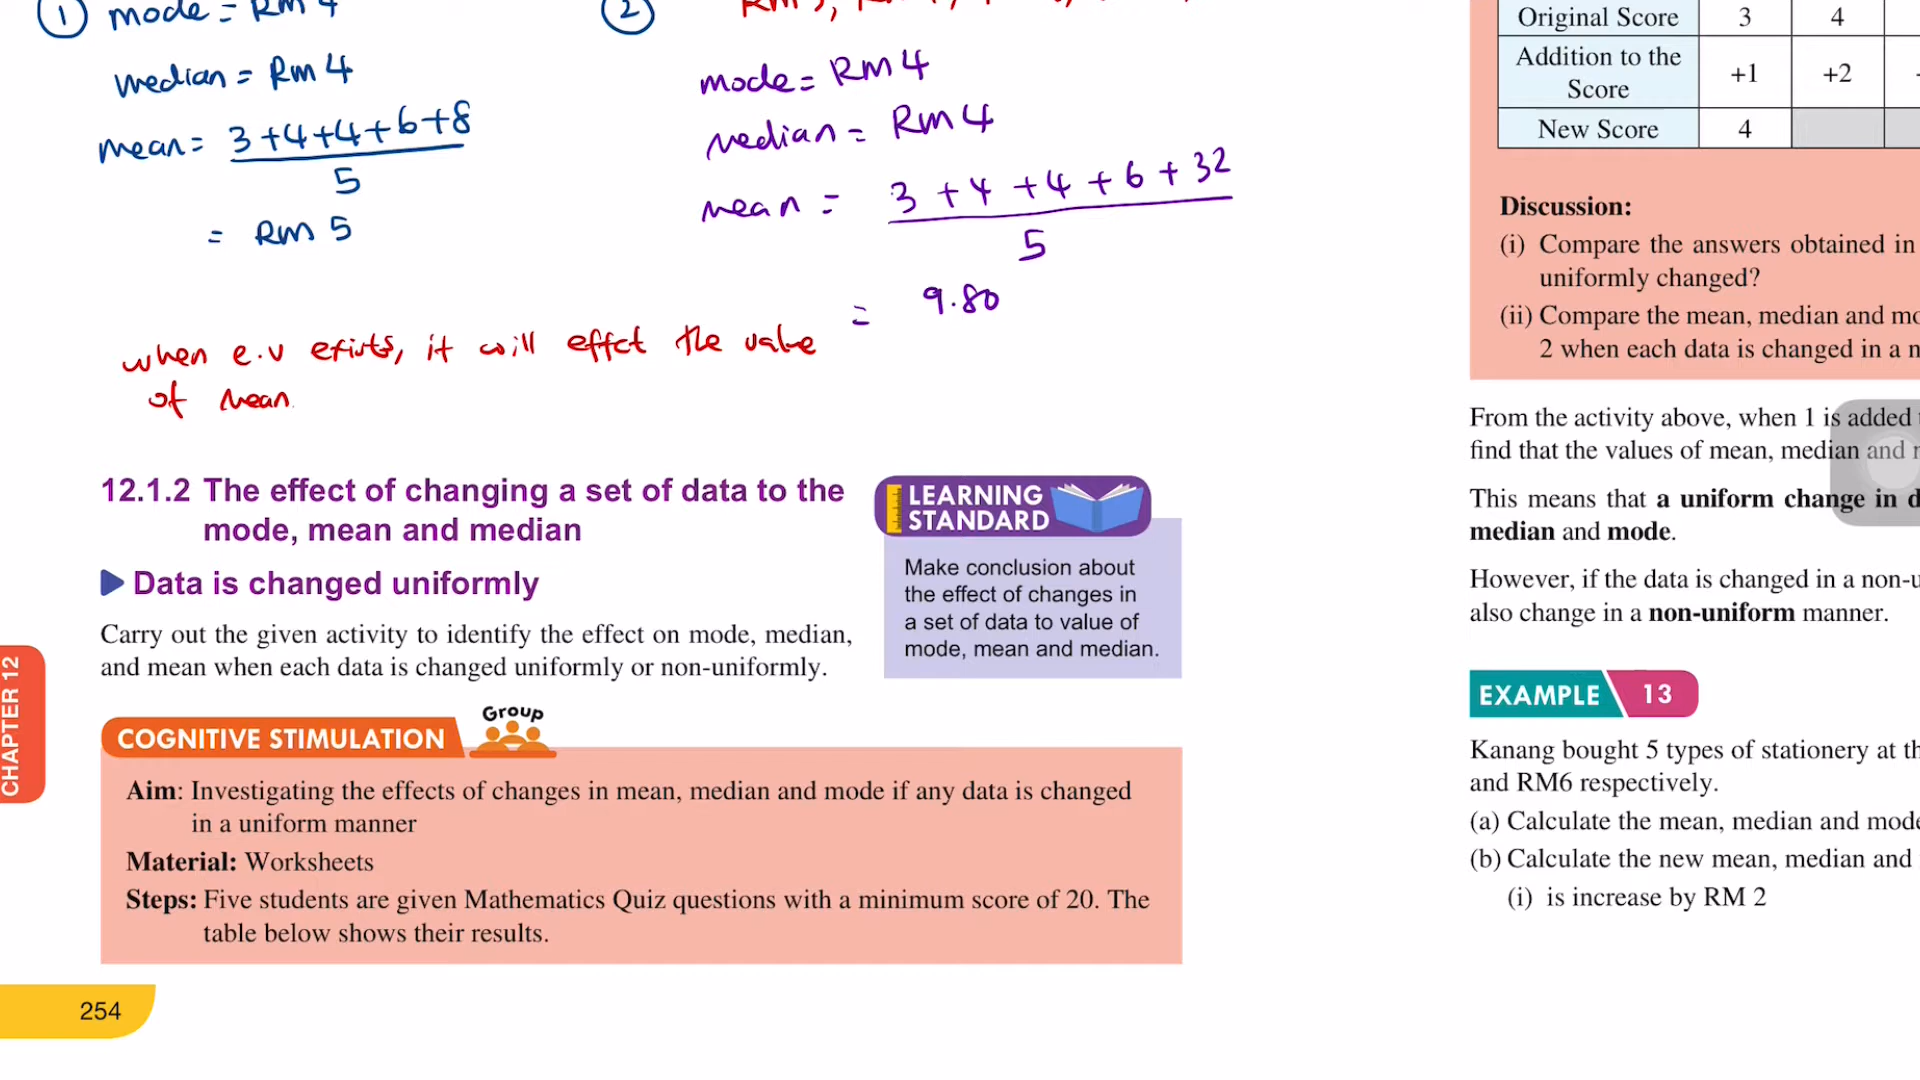 1 mode = Rm 4
median = Rm 4
mean = 3+4+4+6+8
5
= Rm 5
2
mode = Rm 4
median = Rm 4
mean = 3 + 4 + 4 + 6 + 32
5
= 9.80
when e.v exists, it will effect the value
of mean
12.1.2 The effect of changing a set of data to the
mode, mean and median
Data is changed uniformly
Carry out the given activity to identify the effect on mode, median,
and mean when each data is changed uniformly or non-uniformly.
LEARNING
STANDARD
Make conclusion about
the effect of changes in
a set of data to value of
mode, mean and median.
CHAPTER 12
COGNITIVE STIMULATION
Group
Aim: Investigating the effects of changes in mean, median and mode if any data is changed
in a uniform manner
Material: Worksheets
Steps: Five students are given Mathematics Quiz questions with a minimum score of 20. The
table below shows their results.
254
Original Score 3 4
Addition to the
Score +1 +2
New Score 4
Discussion:
(i) Compare the answers obtained in
uniformly changed?
(ii) Compare the mean, median and
2 when each data is changed in a
From the activity above, when 1 is added
find that the values of mean, median and
This means that a uniform change in
median and mode.
However, if the data is changed in a
also change in a non-uniform manner.
EXAMPLE 13
Kanang bought 5 types of stationery at
and RM6 respectively.
(a) Calculate the mean, median and
(b) Calculate the new mean, median and
(i) is increase by RM 2